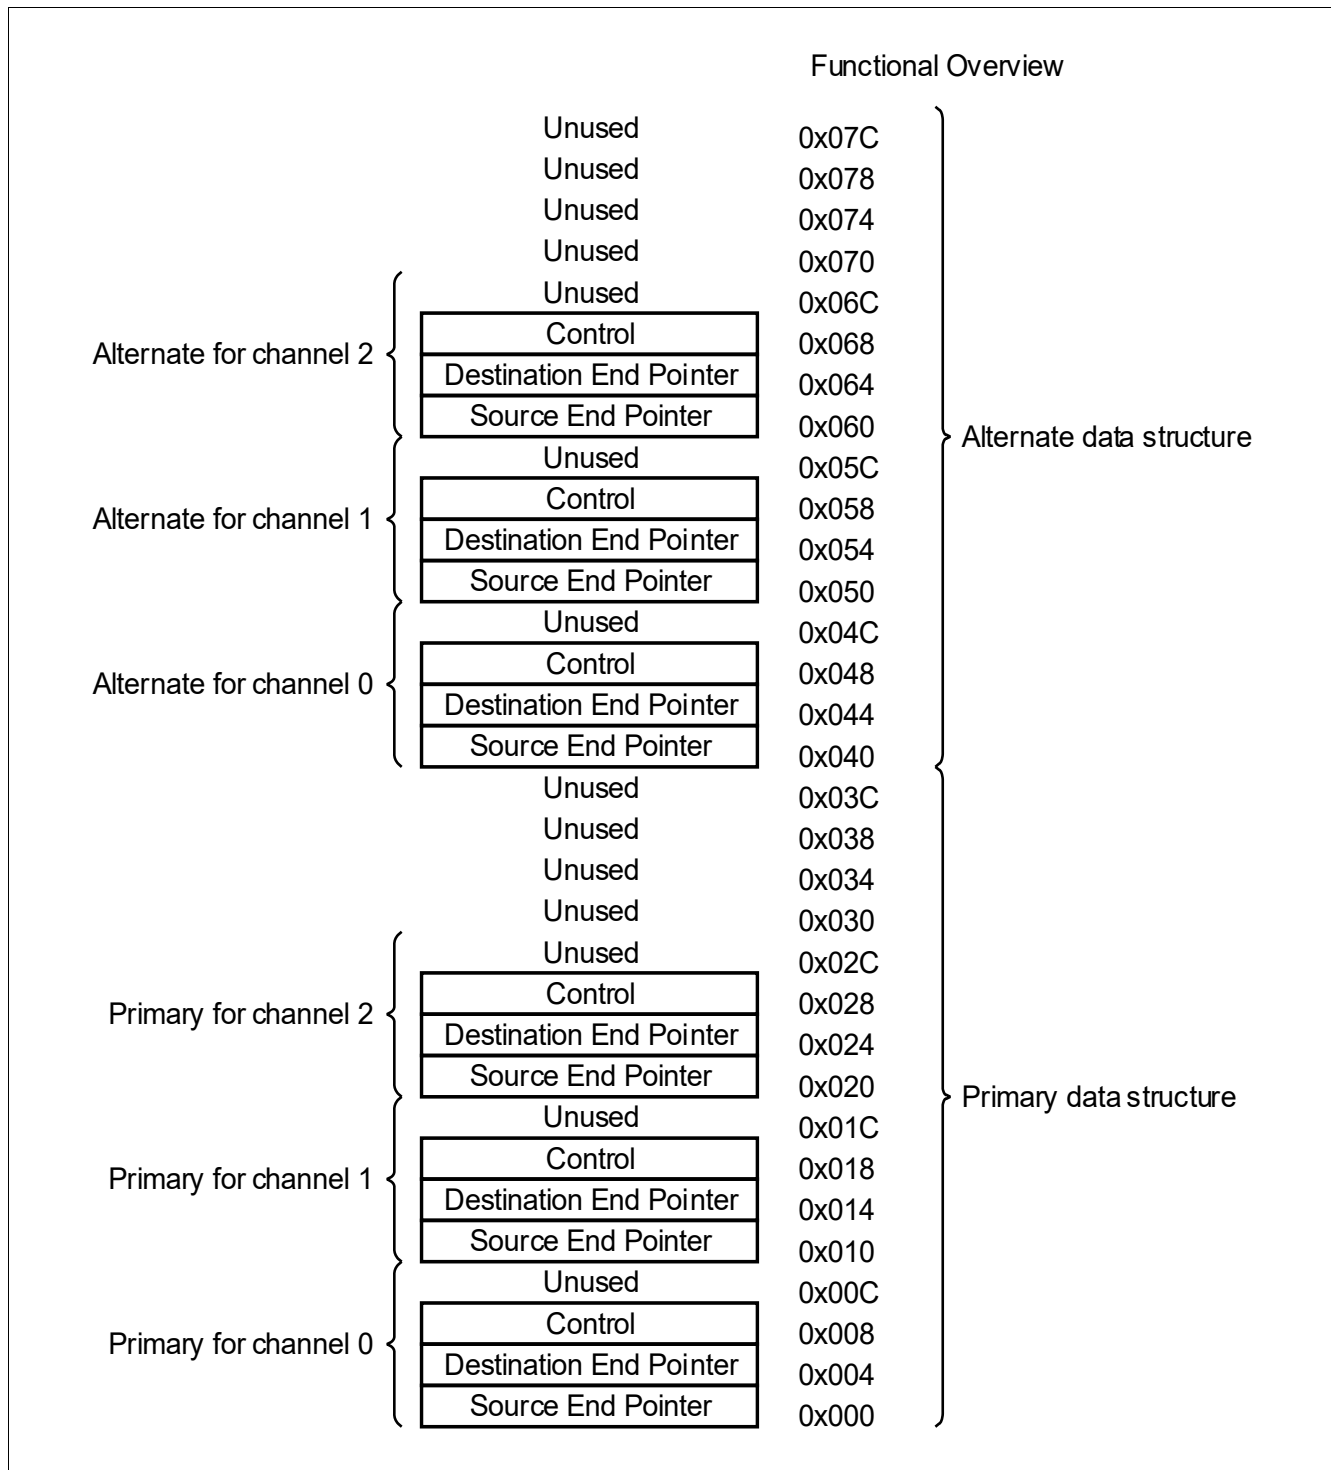 Functional Overview
Unused 0x07C
Unused 0x078
Unused 0x074
Unused 0x070
Unused 0x06C
Control 0x068
Alternate for channel 2
Destination End Pointer 0x064
Source End Pointer 0x060
Alternate data structure
Unused 0x05C
Control 0x058
Alternate for channel 1
Destination End Pointer 0x054
Source End Pointer 0x050
Unused 0x04C
Control 0x048
Alternate for channel 0
Destination End Pointer 0x044
Source End Pointer 0x040
Unused 0x03C
Unused 0x038
Unused 0x034
Unused 0x030
Unused 0x02C
Control 0x028
Primary for channel 2
Destination End Pointer 0x024
Source End Pointer 0x020
Primary data structure
Unused 0x01C
Control 0x018
Primary for channel 1
Destination End Pointer 0x014
Source End Pointer 0x010
Unused 0x00C
Control 0x008
Primary for channel 0
Destination End Pointer 0x004
Source End Pointer 0x000